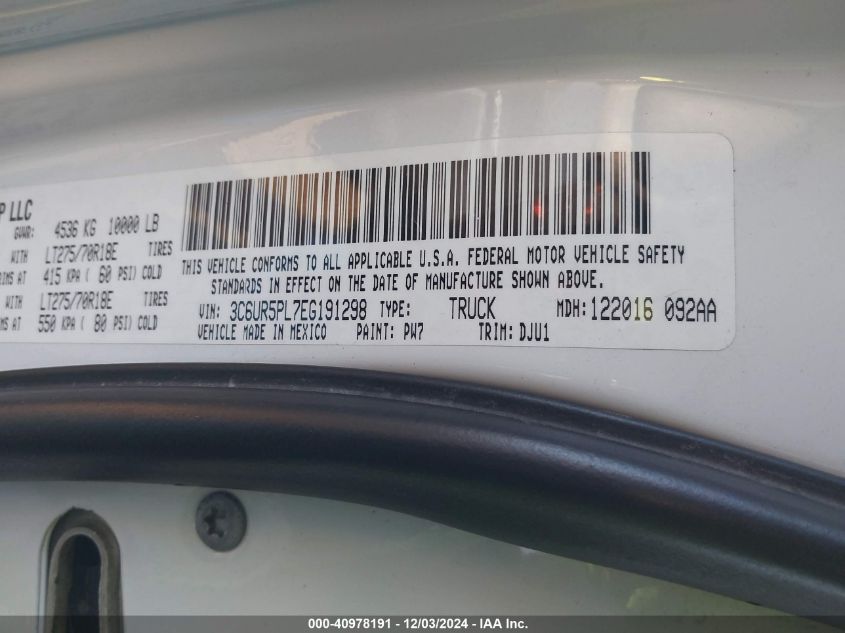 P LLC
GVWR: 4536 KG 10000 LB
WITH LT275/70R18E TIRES
RIMS AT 415 KPA ( 60 PSI) COLD
WITH LT275/70R18E TIRES
RIMS AT 550 KPA ( 80 PSI) COLD
THIS VEHICLE CONFORMS TO ALL APPLICABLE U.S.A. FEDERAL MOTOR VEHICLE SAFETY
STANDARDS IN EFFECT ON THE DATE OF MANUFACTURE SHOWN ABOVE.
VIN: 3C6UR5PL7EG191298 TYPE: TRUCK MDH: 122016 092AA
VEHICLE MADE IN MEXICO PAINT: PW7 TRIM: DJU1
000-40978191 - 12/03/2024 - IAA Inc.